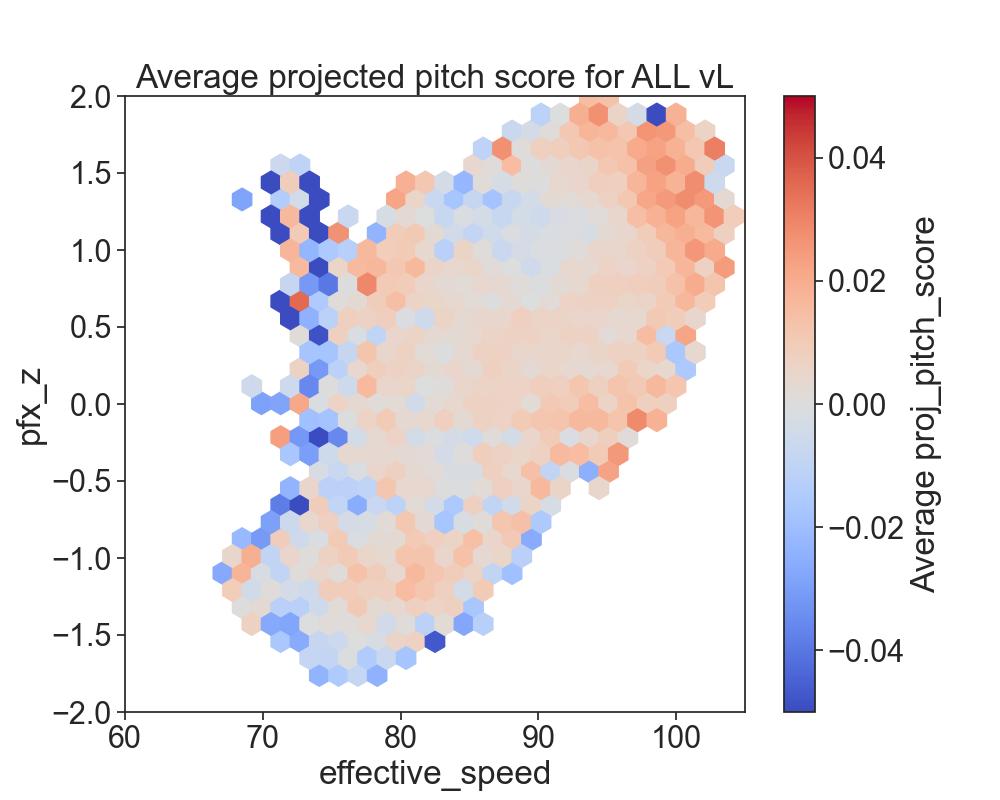 Average projected pitch score for ALL vL
2.0
1.5
1.0
0.5
0.0
−0.5
−1.0
−1.5
−2.0
pfx_z
60 70 80 90 100
effective_speed
0.04
0.02
0.00
−0.02
−0.04
Average proj_pitch_score